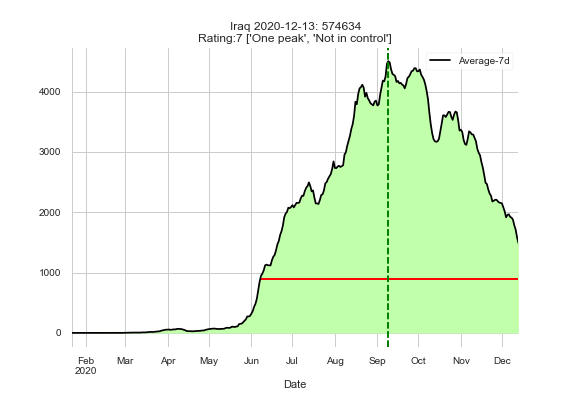 Iraq 2020-12-13: 574634
Rating:7 ['One peak', 'Not in control']
Average-7d
4000
3000
2000
1000
0
Feb Mar Apr May Jun Jul Aug Sep Oct Nov Dec
2020
Date